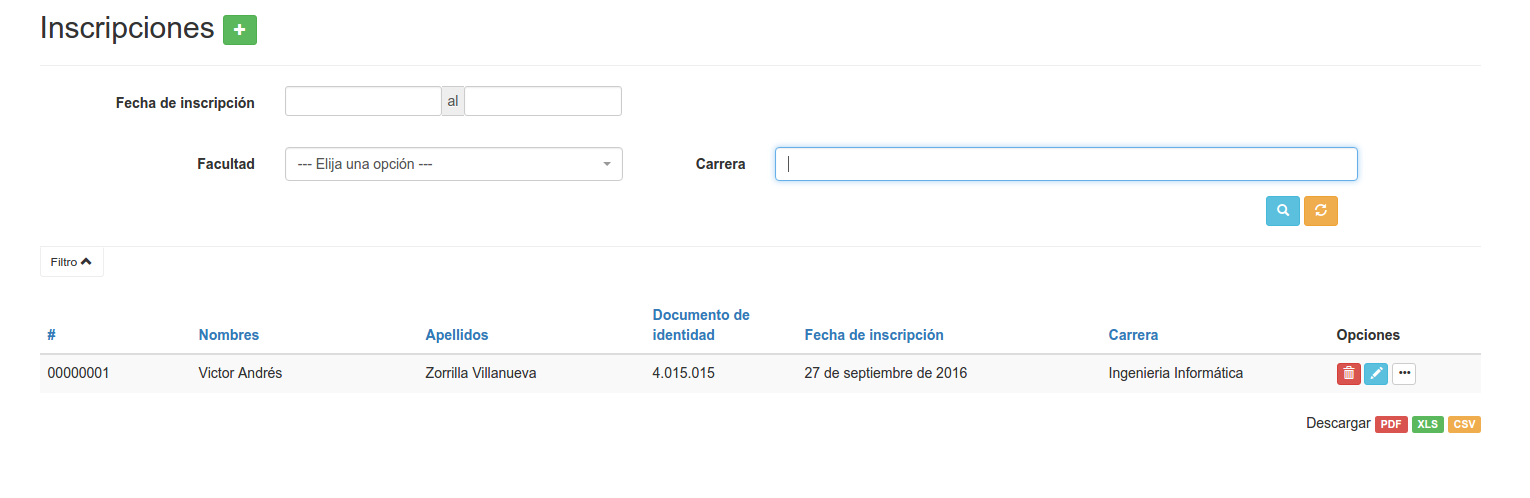 Inscripciones
Fecha de inscripción al
Facultad --- Elija una opción --- Carrera
Filtro
# Nombres Apellidos Documento de identidad Fecha de inscripción Carrera Opciones
00000001 Victor Andrés Zorrilla Villanueva 4.015.015 27 de septiembre de 2016 Ingenieria Informática
Descargar PDF XLS CSV